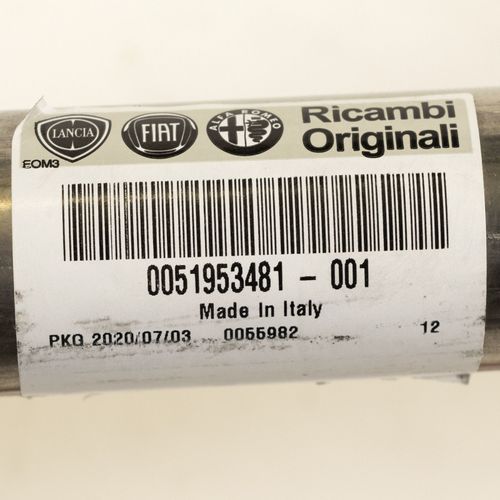 LANCIA FIAT ALFA ROMEO Ricambi
Originali
EOM3
0051953481 - 001
Made In Italy
PKG 2020/07/03 0055982 12